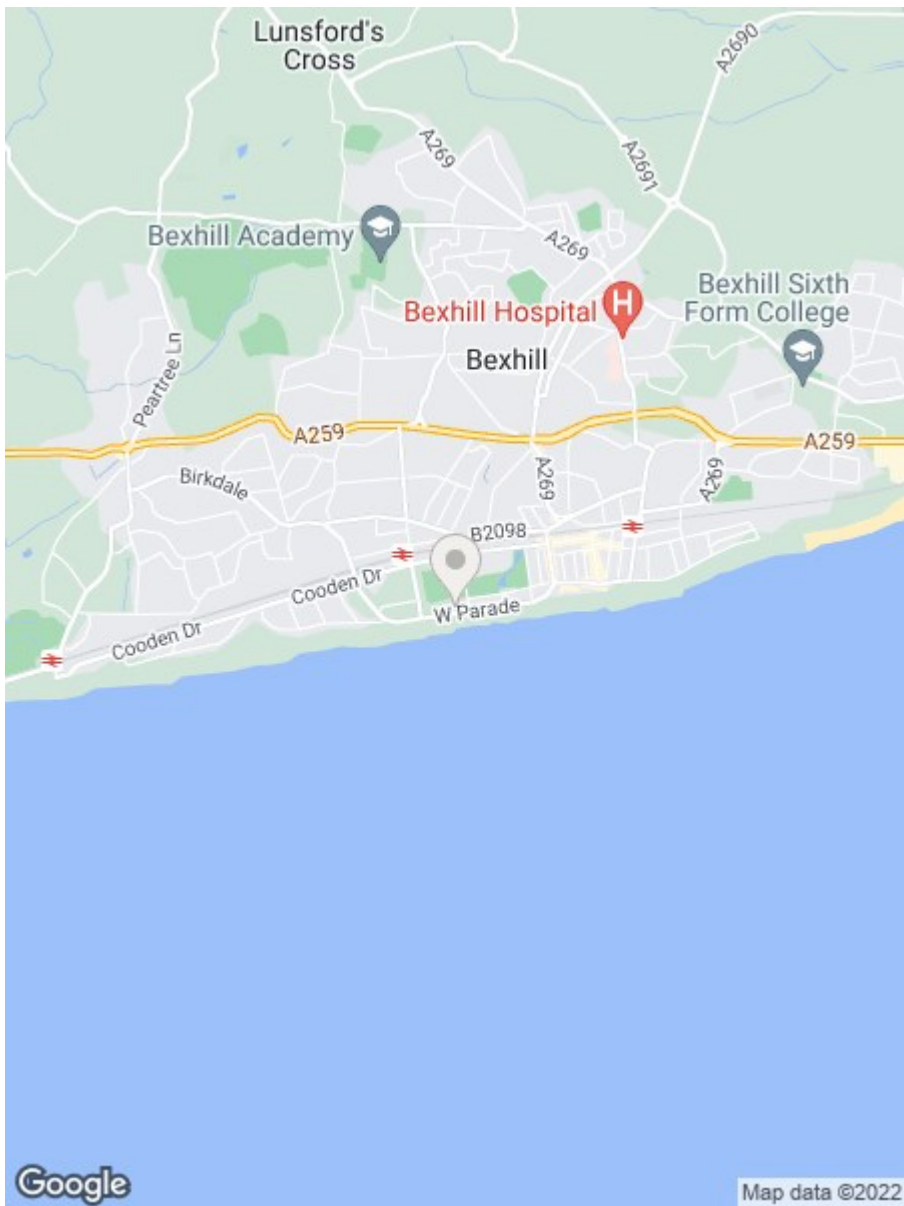 Lunsford's
Cross
A2690
A269
A2691
Bexhill Academy
A269
Bexhill Sixth
Form College
Bexhill Hospital
H
Bexhill
Peartree Ln
A259
A259
Birkdale
A269
A269
B2098
Cooden Dr
W Parade
Cooden Dr
Google
Map data ©2022